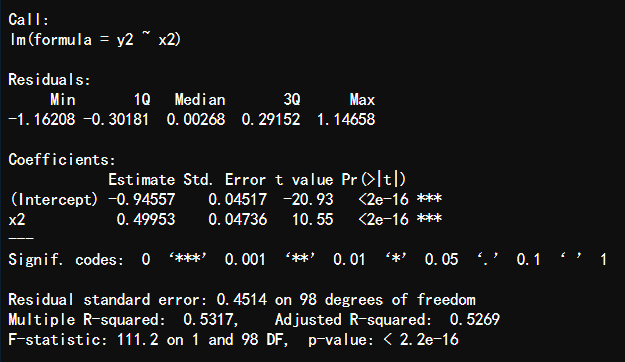 Call:
lm(formula = y2 ~ x2)
Residuals:
Min 1Q Median 3Q Max
-1.16208 -0.30181 0.00268 0.29152 1.14658
Coefficients:
Estimate Std. Error t value Pr(>|t|)
(Intercept) -0.94557 0.04517 -20.93 <2e-16 ***
x2 0.49953 0.04736 10.55 <2e-16 ***
---
Signif. codes: 0 ‘***’ 0.001 ‘**’ 0.01 ‘*’ 0.05 ‘.’ 0.1 ‘ ’ 1
Residual standard error: 0.4514 on 98 degrees of freedom
Multiple R-squared: 0.5317, Adjusted R-squared: 0.5269
F-statistic: 111.2 on 1 and 98 DF, p-value: < 2.2e-16